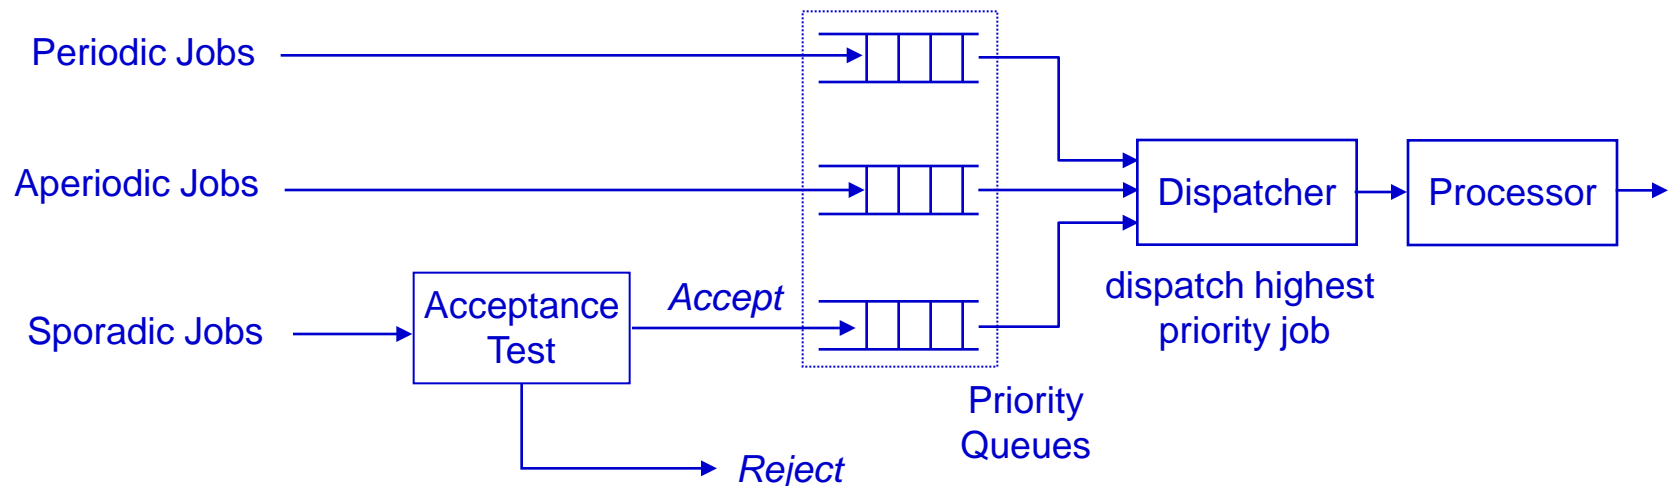 Periodic Jobs
Aperiodic Jobs
Dispatcher
Processor
Sporadic Jobs
Acceptance
Test
Accept
dispatch highest
priority job
Priority
Queues
Reject